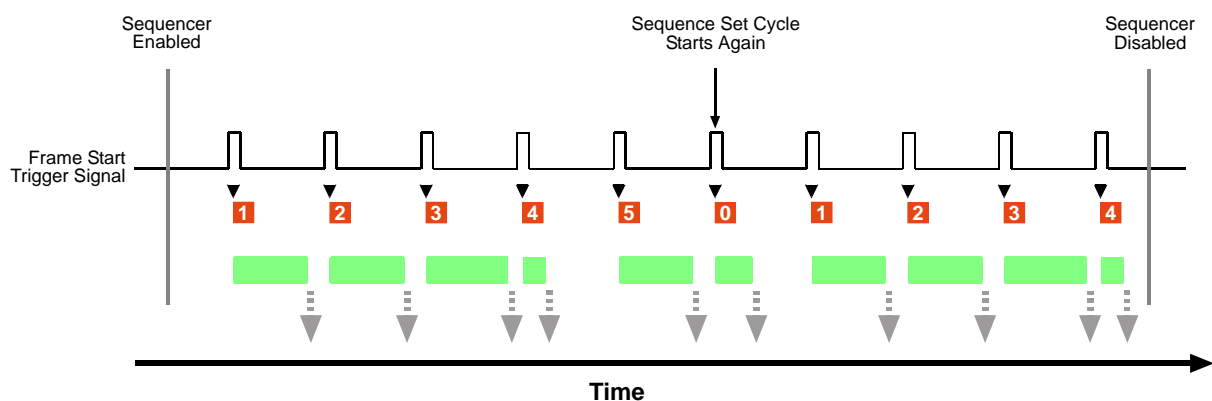 Sequencer
Enabled
Sequence Set Cycle
Starts Again
Sequencer
Disabled
Frame Start
Trigger Signal
1 2 3 4 5 0 1 2 3 4
Time